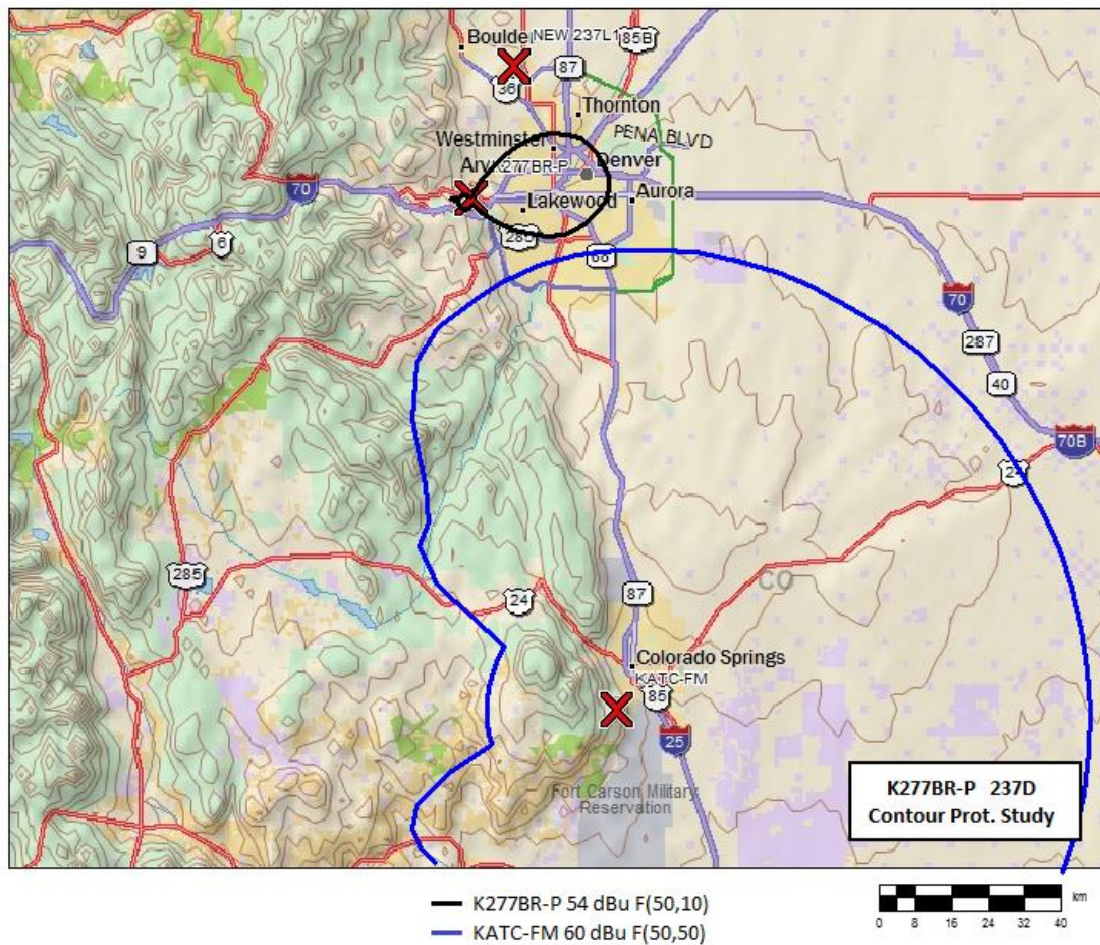 Boulde
NEW 237L1
85B
87
36
Thornton
Westminster
PENA BLVD
Arv
K277BR-P
Denver
70
Lakewood
Aurora
285
9
6
88
70
287
40
70B
24
285
24
CO
87
Colorado Springs
KATC-FM
85
25
Fort Carson Military
Reservation
K277BR-P 237D
Contour Prot. Study
K277BR-P 54 dBu F(50,10)
KATC-FM 60 dBu F(50,50)
km
0 8 16 24 32 40